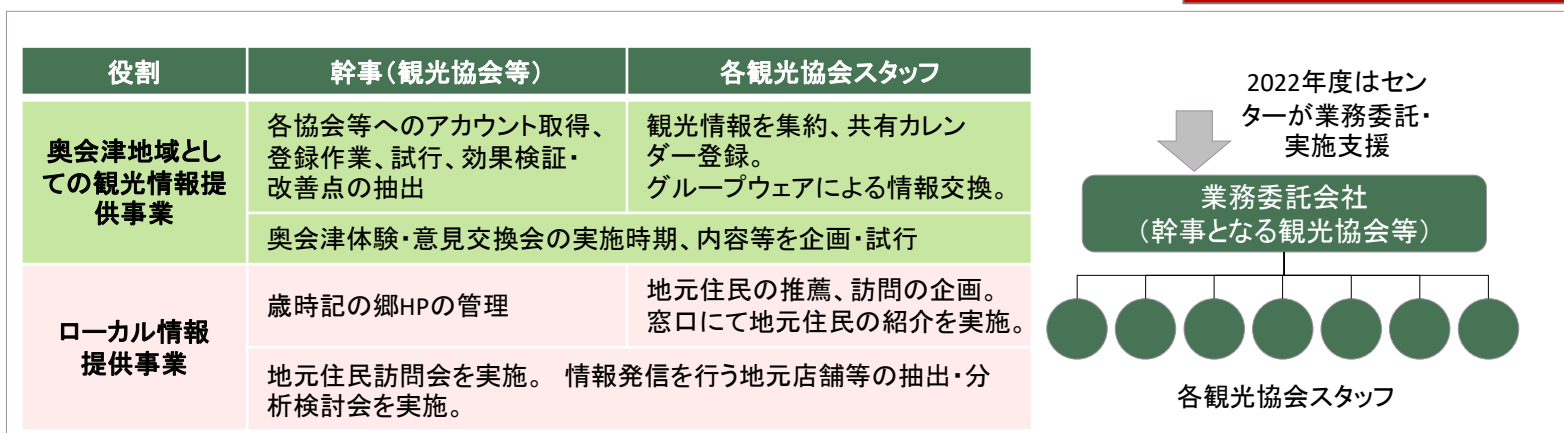 役割
幹事(観光協会等)
各観光協会スタッフ
奥会津地域とし
ての観光情報提
供事業
各協会等へのアカウント取得、
登録作業、試行、効果検証・
改善点の抽出
観光情報を集約、共有カレン
ダー登録。
グループウェアによる情報交換。
奥会津体験・意見交換会の実施時期、内容等を企画・試行
ローカル情報
提供事業
歳時記の郷HPの管理
地元住民の推薦、訪問の企画。
窓口にて地元住民の紹介を実施。
地元住民訪問会を実施。 情報発信を行う地元店舗等の抽出・分
析検討会を実施。
2022年度はセン
ターが業務委託・
実施支援
業務委託会社
(幹事となる観光協会等)
各観光協会スタッフ